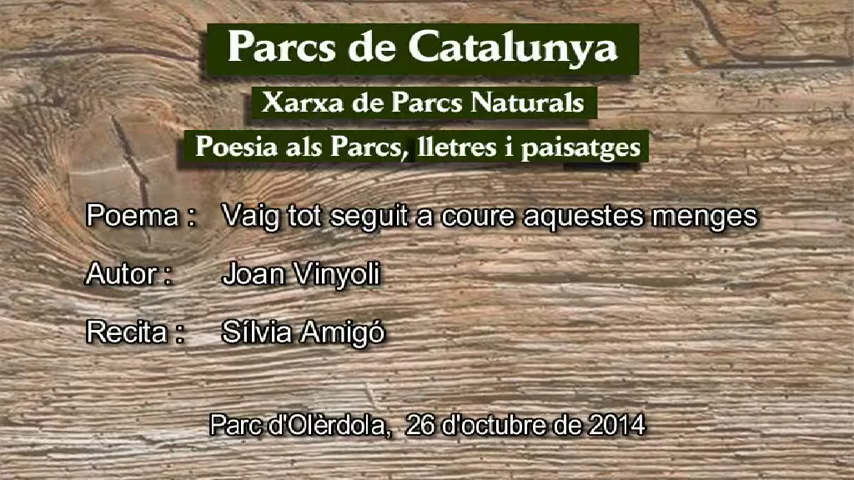 Parcs de Catalunya
Xarxa de Parcs Naturals
Poesia als Parcs, lletres i paisatges
Poema : Vaig tot seguit a coure aquestes menges
Autor : Joan Vinyoli
Recita : Sílvia Amigó
Parc d'Olèrdola, 26 d'octubre de 2014